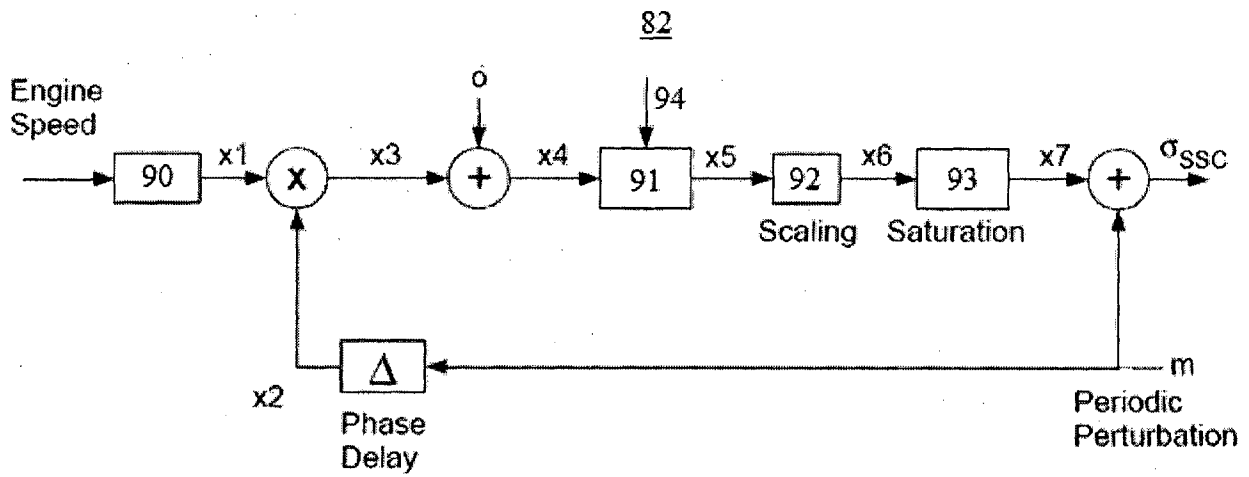 82
Engine
Speed
o
94
90
x1
x
x3
+
x4
91
x5
92
x6
93
x7
+
σSSC
Scaling
Saturation
x2
Δ
Phase
Delay
m
Periodic
Perturbation